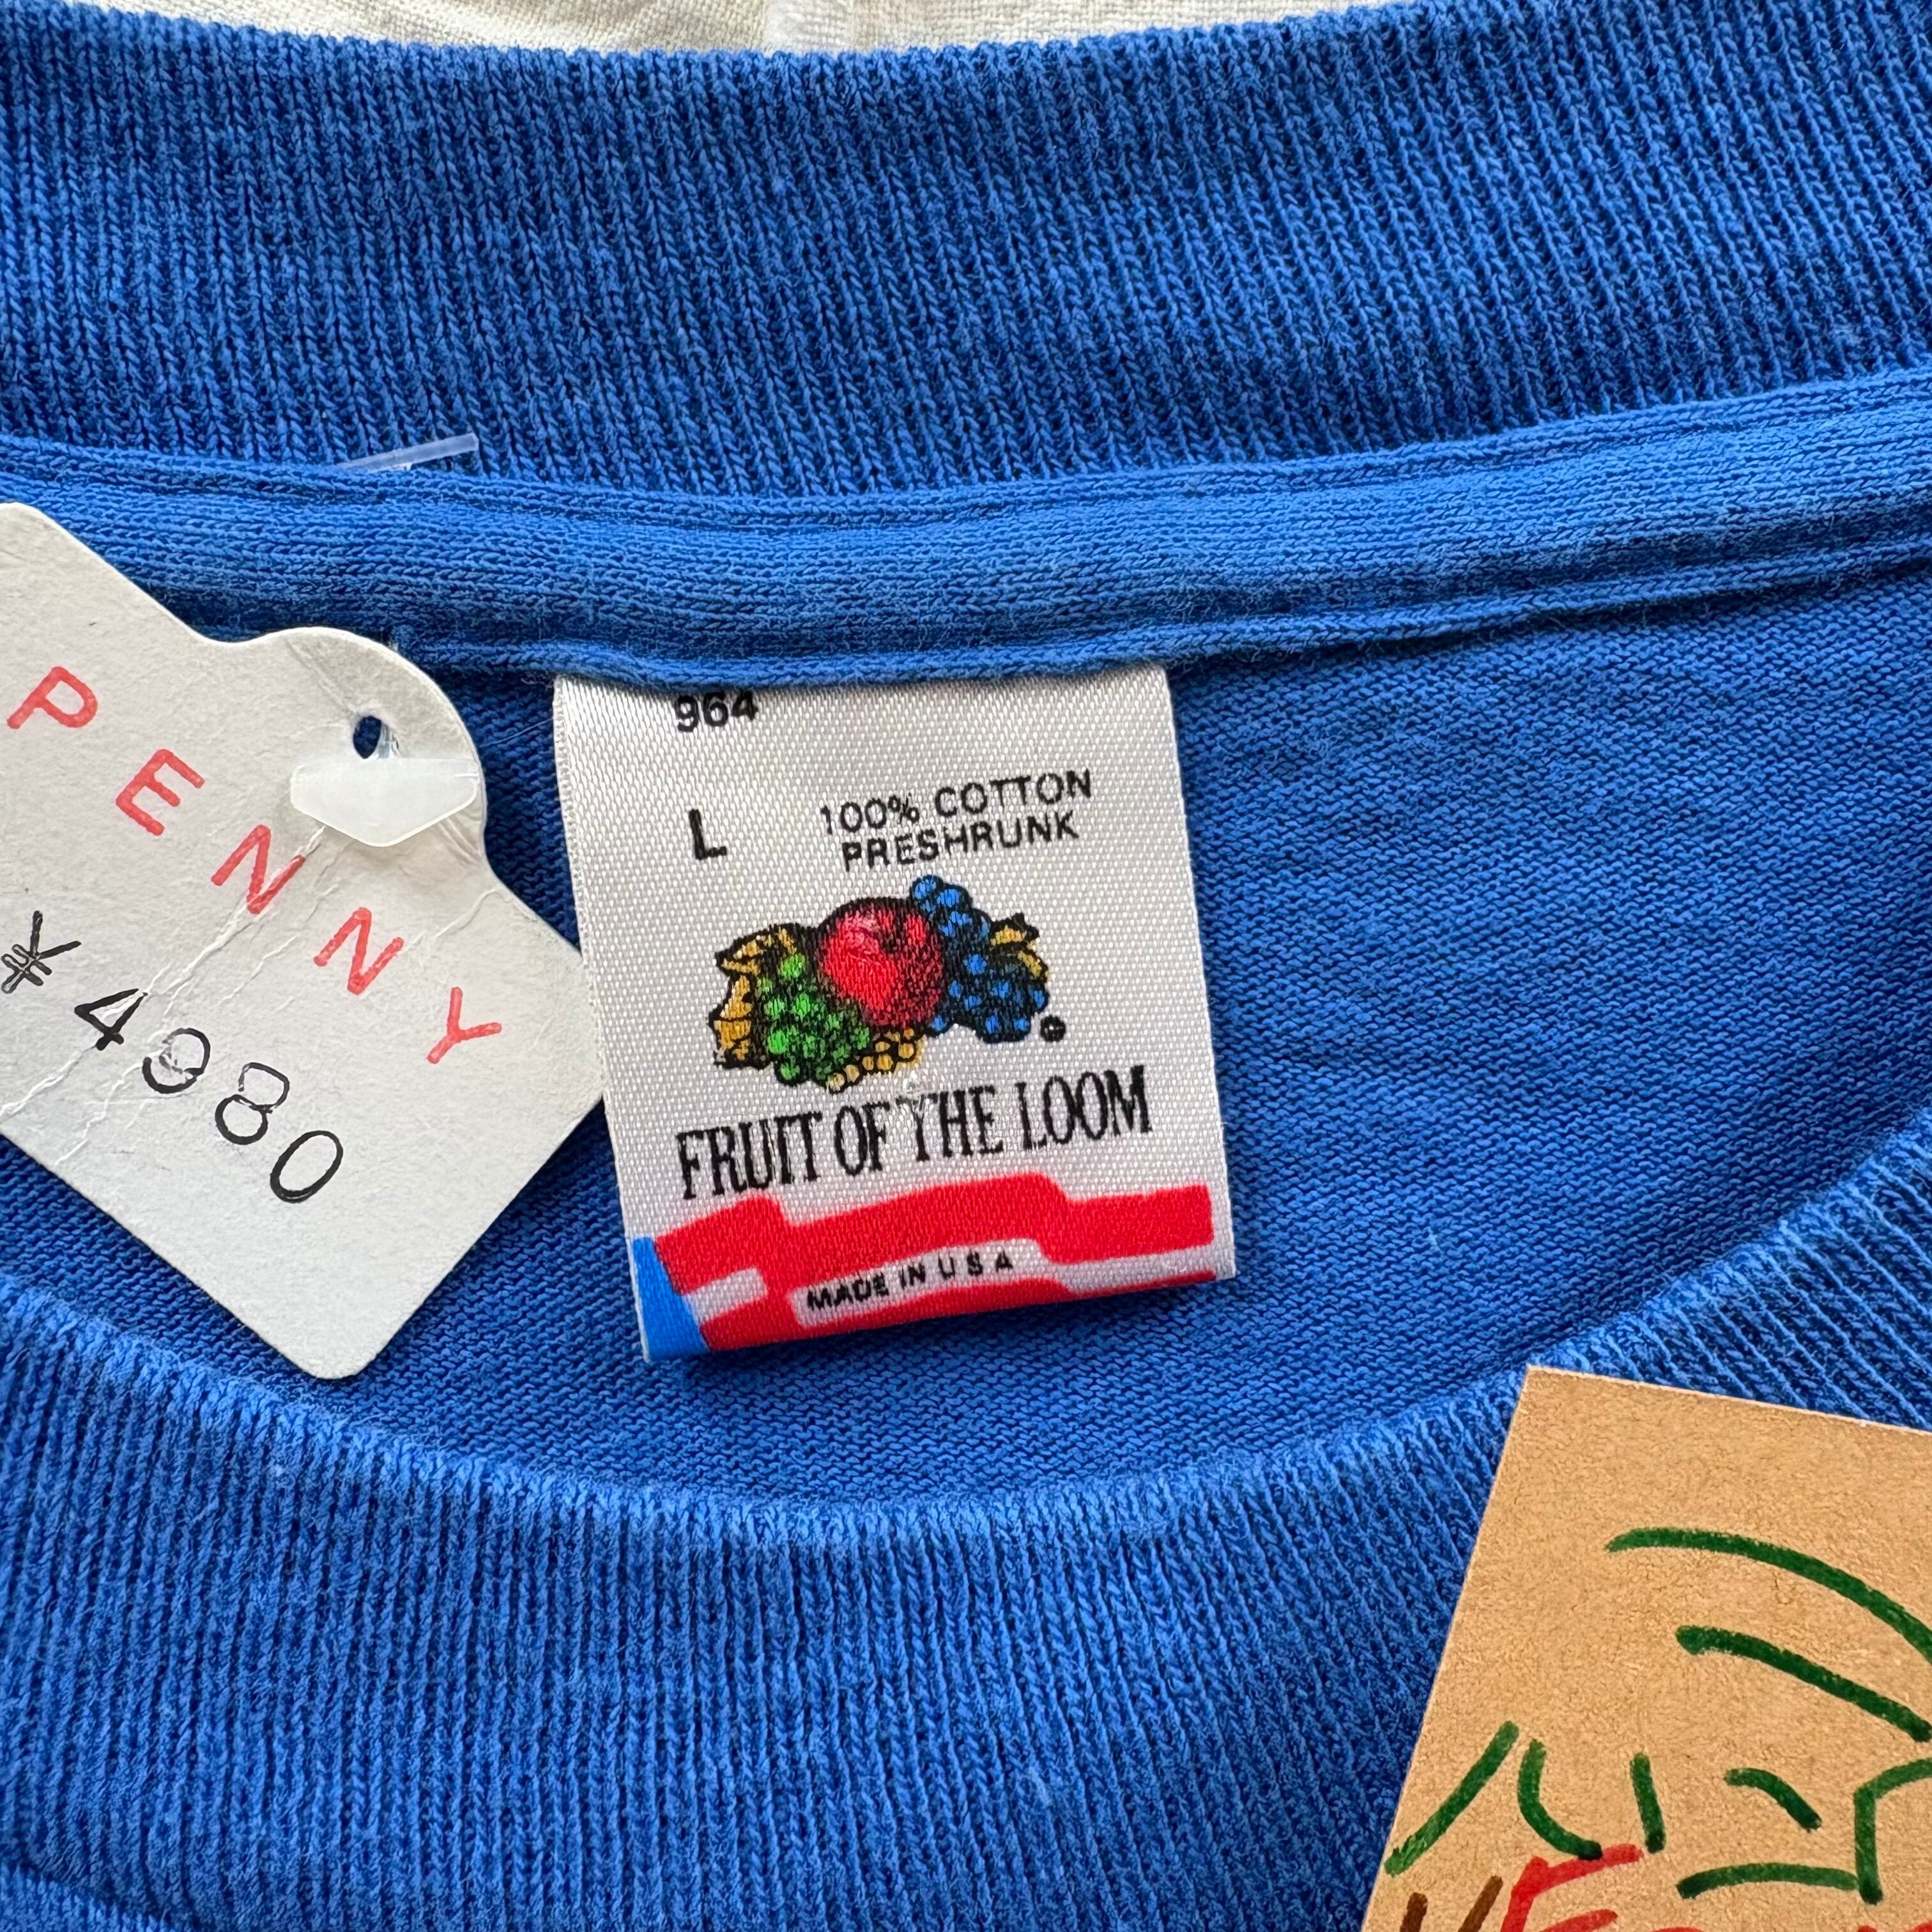 PENNY
¥4980
964
L
100% COTTON
PRESHRUNK
®
FRUIT OF THE LOOM
MADE IN USA